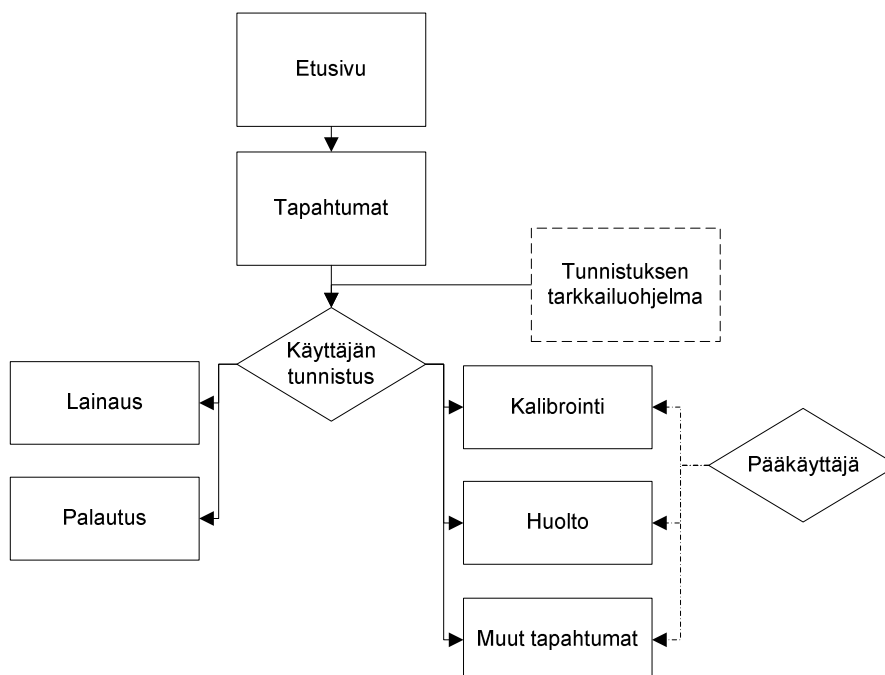 Etusivu
Tapahtumat
Tunnistuksen
tarkkailuohjelma
Käyttäjän
tunnistus
Lainaus
Kalibrointi
Pääkäyttäjä
Palautus
Huolto
Muut tapahtumat